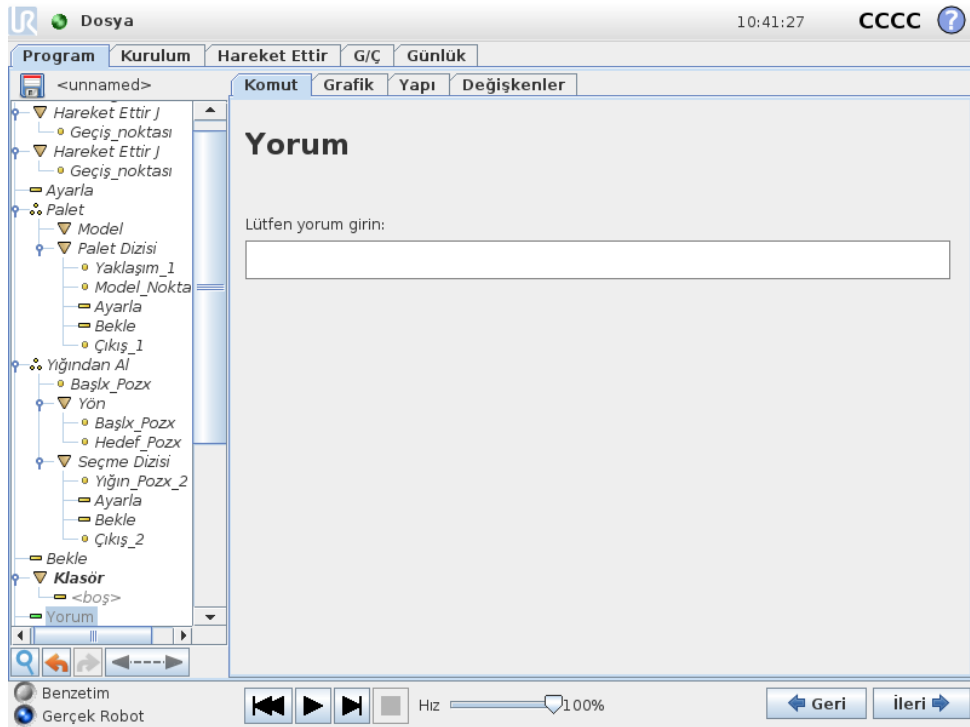 Dosya
10:41:27
CCCC
?
Program
Kurulum
Hareket Ettir
G/Ç
Günlük
<unnamed>
Komut
Grafik
Yapı
Değişkenler
Hareket Ettir J
Geçiş_noktası
Hareket Ettir J
Geçiş_noktası
Ayarla
Palet
Model
Palet Dizisi
Yaklaşım_1
Model_Nokta
Ayarla
Bekle
Çıkış_1
Yığından Al
Başlx_Pozx
Yön
Başlx_Pozx
Hedef_Pozx
Seçme Dizisi
Yığın_Pozx_2
Ayarla
Bekle
Çıkış_2
Bekle
Klasör
<boş>
Yorum
Yorum
Lütfen yorum girin:
Benzetim
Gerçek Robot
Hız
100%
Geri
İleri